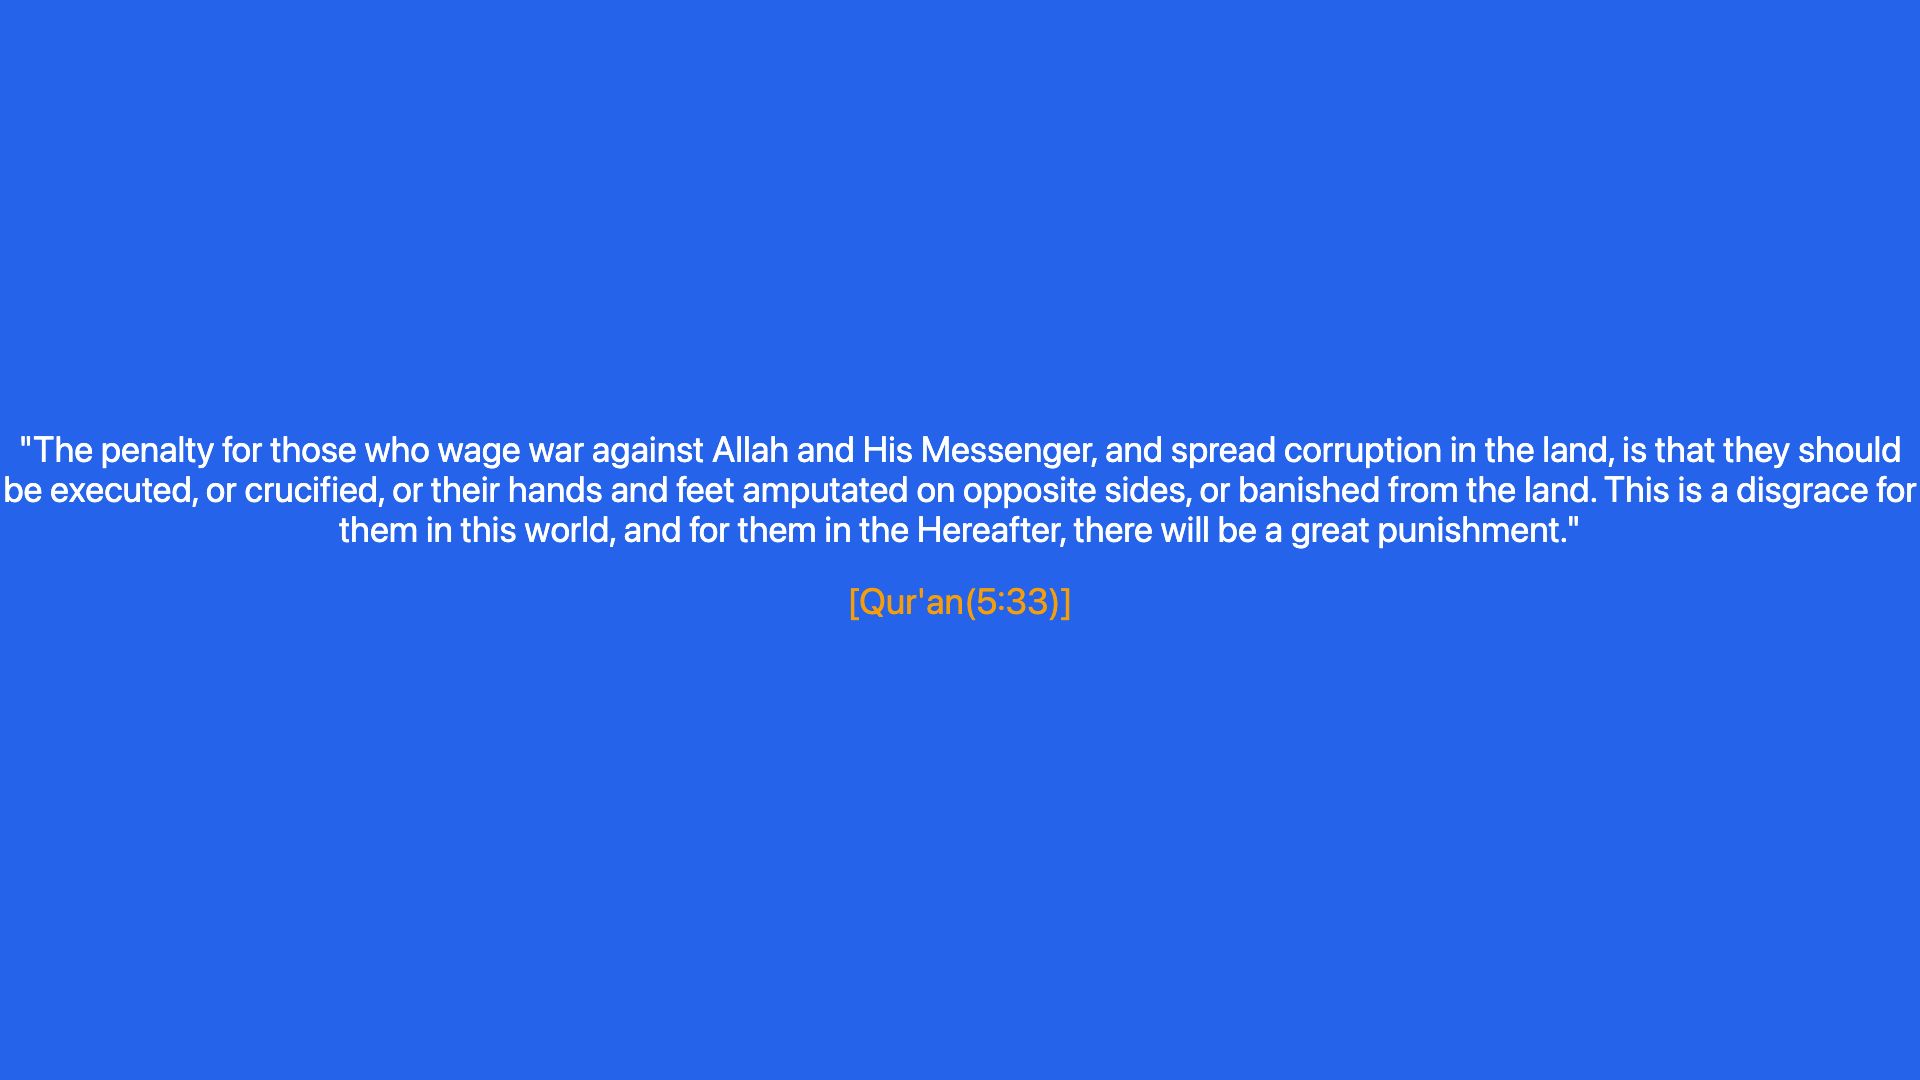 "The penalty for those who wage war against Allah and His Messenger, and spread corruption in the land, is that they should
be executed, or crucified, or their hands and feet amputated on opposite sides, or banished from the land. This is a disgrace for
them in this world, and for them in the Hereafter, there will be a great punishment."
[Qur'an(5:33)]